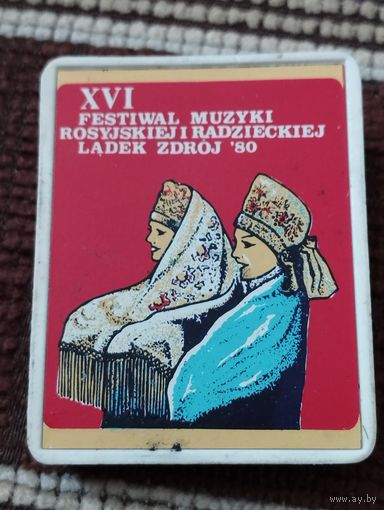 XVI
FESTIWAL MUZYKI
ROSYJSKIEJ I RADZIECKIEJ
LĄDEK ZDRÓJ '80
www.ay.by